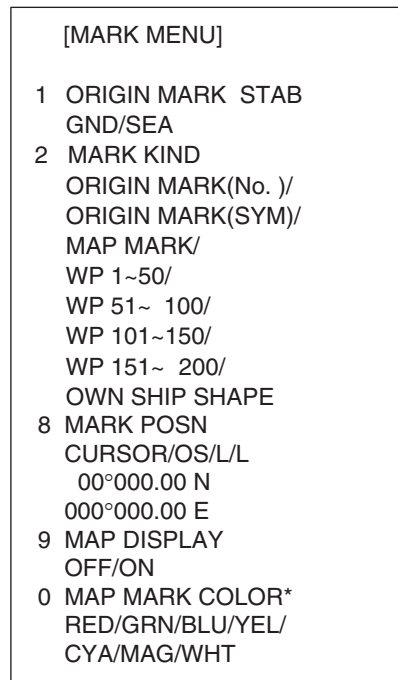 [MARK MENU]
1 ORIGIN MARK STAB
GND/SEA
2 MARK KIND
ORIGIN MARK(No. )/
ORIGIN MARK(SYM)/
MAP MARK/
WP 1~50/
WP 51~ 100/
WP 101~150/
WP 151~ 200/
OWN SHIP SHAPE
8 MARK POSN
CURSOR/OS/L/L
00°000.00 N
000°000.00 E
9 MAP DISPLAY
OFF/ON
0 MAP MARK COLOR*
RED/GRN/BLU/YEL/
CYA/MAG/WHT